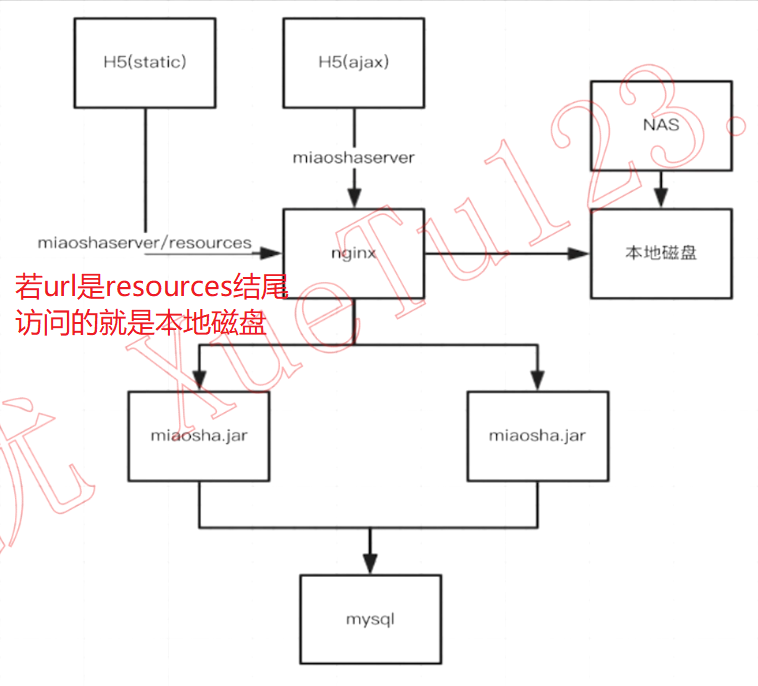 H5(static)
H5(ajax)
NAS
miaoshaserver
miaoshaserver/resources
nginx
本地磁盘
若url是resources结尾
访问的就是本地磁盘
miaosha.jar
miaosha.jar
mysql
优 XueTu123.